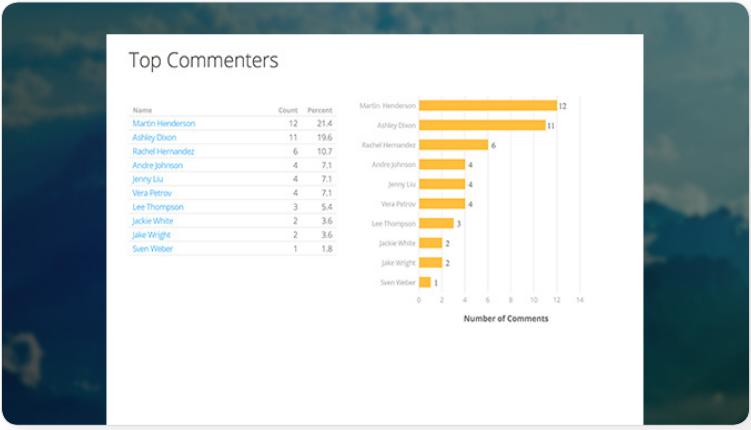 Top Commenters
Name Count Percent
Martin Henderson 12 21.4
Ashley Dixon 11 19.6
Rachel Hernandez 6 10.7
Andre Johnson 4 7.1
Jenny Liu 4 7.1
Vera Petrov 4 7.1
Lee Thompson 3 5.4
Jackie White 2 3.6
Jake Wright 2 3.6
Sven Weber 1 1.8
Martin Henderson 12
Ashley Dixon 11
Rachel Hernandez 6
Andre Johnson 4
Jenny Liu 4
Vera Petrov 4
Lee Thompson 3
Jackie White 2
Jake Wright 2
Sven Weber 1
0 2 4 6 8 10 12 14
Number of Comments